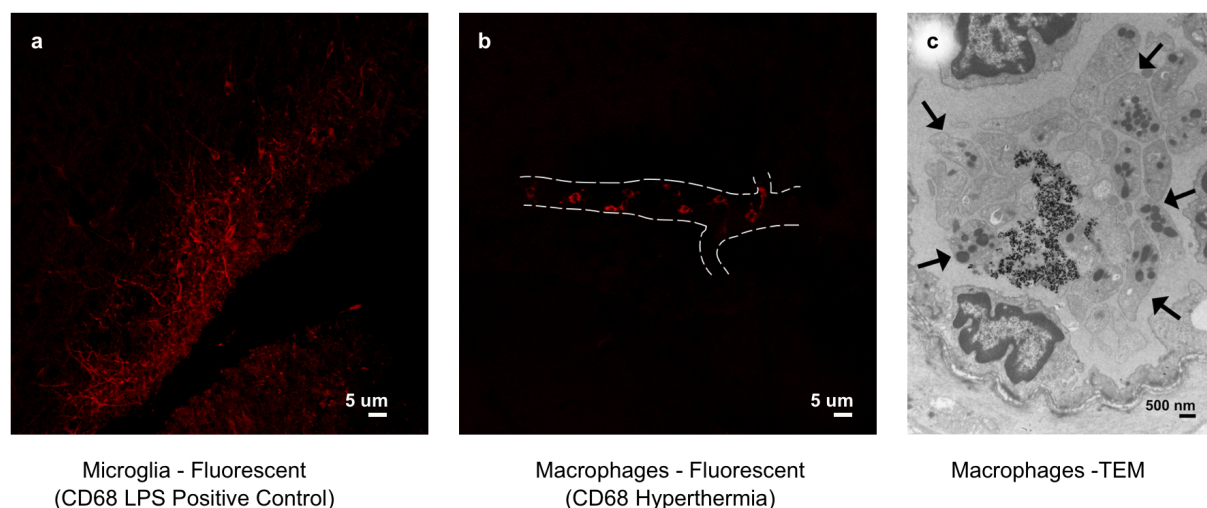 a
b
c
5 um
5 um
500 nm
Microglia - Fluorescent
(CD68 LPS Positive Control)
Macrophages - Fluorescent
(CD68 Hyperthermia)
Macrophages -TEM